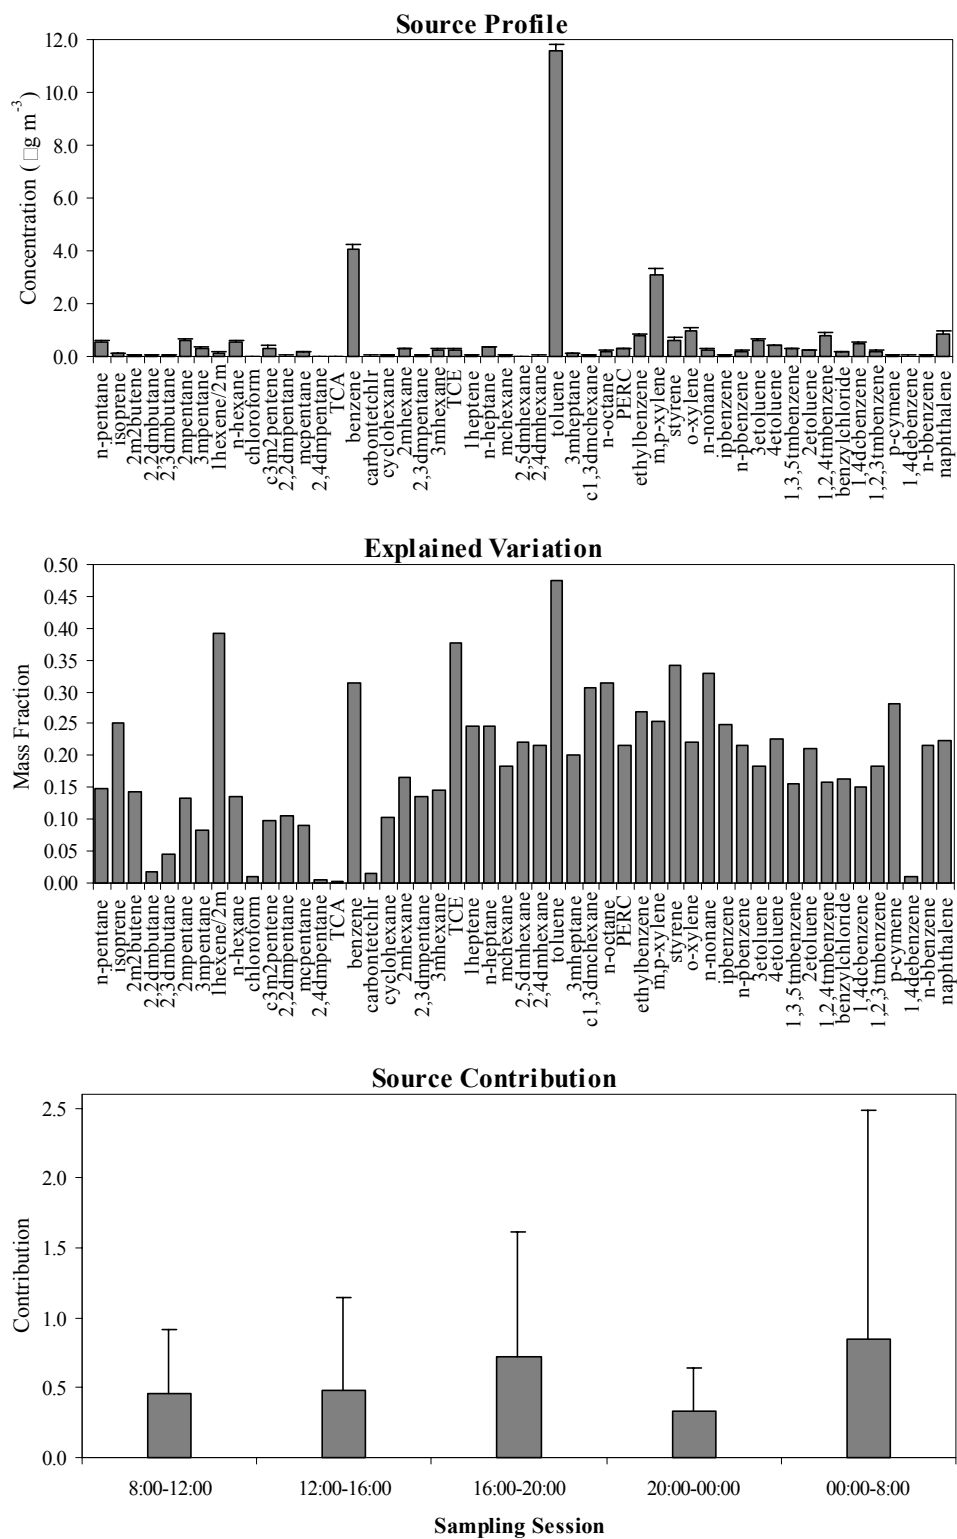 Source Profile
12.0
10.0
8.0
6.0
4.0
2.0
0.0
Concentration (□g m-3)
n-pentane
isoprene
2m2butene
2,2dmbutane
2,3dmbutane
2mpentane
3mpentane
1hexene/2m
n-hexane
chloroform
c3m2pentene
2,2dmpentane
mcpentane
2,4dmpentane
TCA
benzene
carbontetchlr
cyclohexane
2mhexane
2,3dmpentane
3mhexane
TCE
1heptene
n-heptane
mchexane
2,5dmhexane
2,4dmhexane
toluene
3mheptane
c1,3dmchexane
n-octane
PERC
ethylbenzene
m,p-xylene
styrene
o-xylene
n-nonane
ipbenzene
n-pbenzene
3etoluene
4etoluene
1,3,5tmbenzene
2etoluene
1,2,4tmbenzene
benzylchloride
1,4dcbenzene
1,2,3tmbenzene
p-cymene
1,4debenzene
n-bbenzene
naphthalene
Explained Variation
0.50
0.45
0.40
0.35
0.30
0.25
0.20
0.15
0.10
0.05
0.00
Mass Fraction
n-pentane
isoprene
2m2butene
2,2dmbutane
2,3dmbutane
2mpentane
3mpentane
1hexene/2m
n-hexane
chloroform
c3m2pentene
2,2dmpentane
mcpentane
2,4dmpentane
TCA
benzene
carbontetchlr
cyclohexane
2mhexane
2,3dmpentane
3mhexane
TCE
1heptene
n-heptane
mchexane
2,5dmhexane
2,4dmhexane
toluene
3mheptane
c1,3dmchexane
n-octane
PERC
ethylbenzene
m,p-xylene
styrene
o-xylene
n-nonane
ipbenzene
n-pbenzene
3etoluene
4etoluene
1,3,5tmbenzene
2etoluene
1,2,4tmbenzene
benzylchloride
1,4dcbenzene
1,2,3tmbenzene
p-cymene
1,4debenzene
n-bbenzene
naphthalene
Source Contribution
2.5
2.0
1.5
1.0
0.5
0.0
Contribution
8:00-12:00 12:00-16:00 16:00-20:00 20:00-00:00 00:00-8:00
Sampling Session